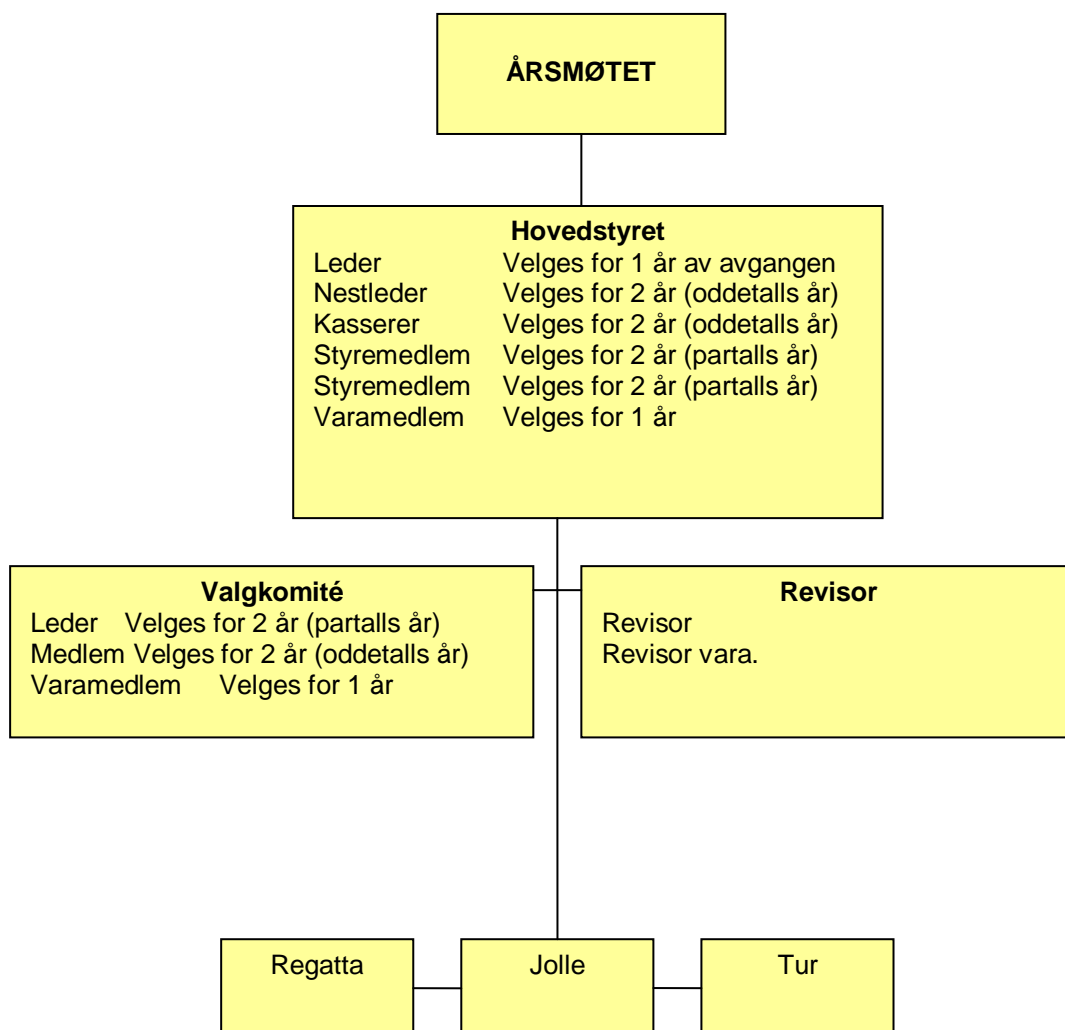 ÅRSMØTET
Hovedstyret
Leder Velges for 1 år av avgangen
Nestleder Velges for 2 år (oddetalls år)
Kasserer Velges for 2 år (oddetalls år)
Styremedlem Velges for 2 år (partalls år)
Styremedlem Velges for 2 år (partalls år)
Varamedlem Velges for 1 år
Valgkomité
Leder Velges for 2 år (partalls år)
Medlem Velges for 2 år (oddetalls år)
Varamedlem Velges for 1 år
Revisor
Revisor
Revisor vara.
Regatta
Jolle
Tur